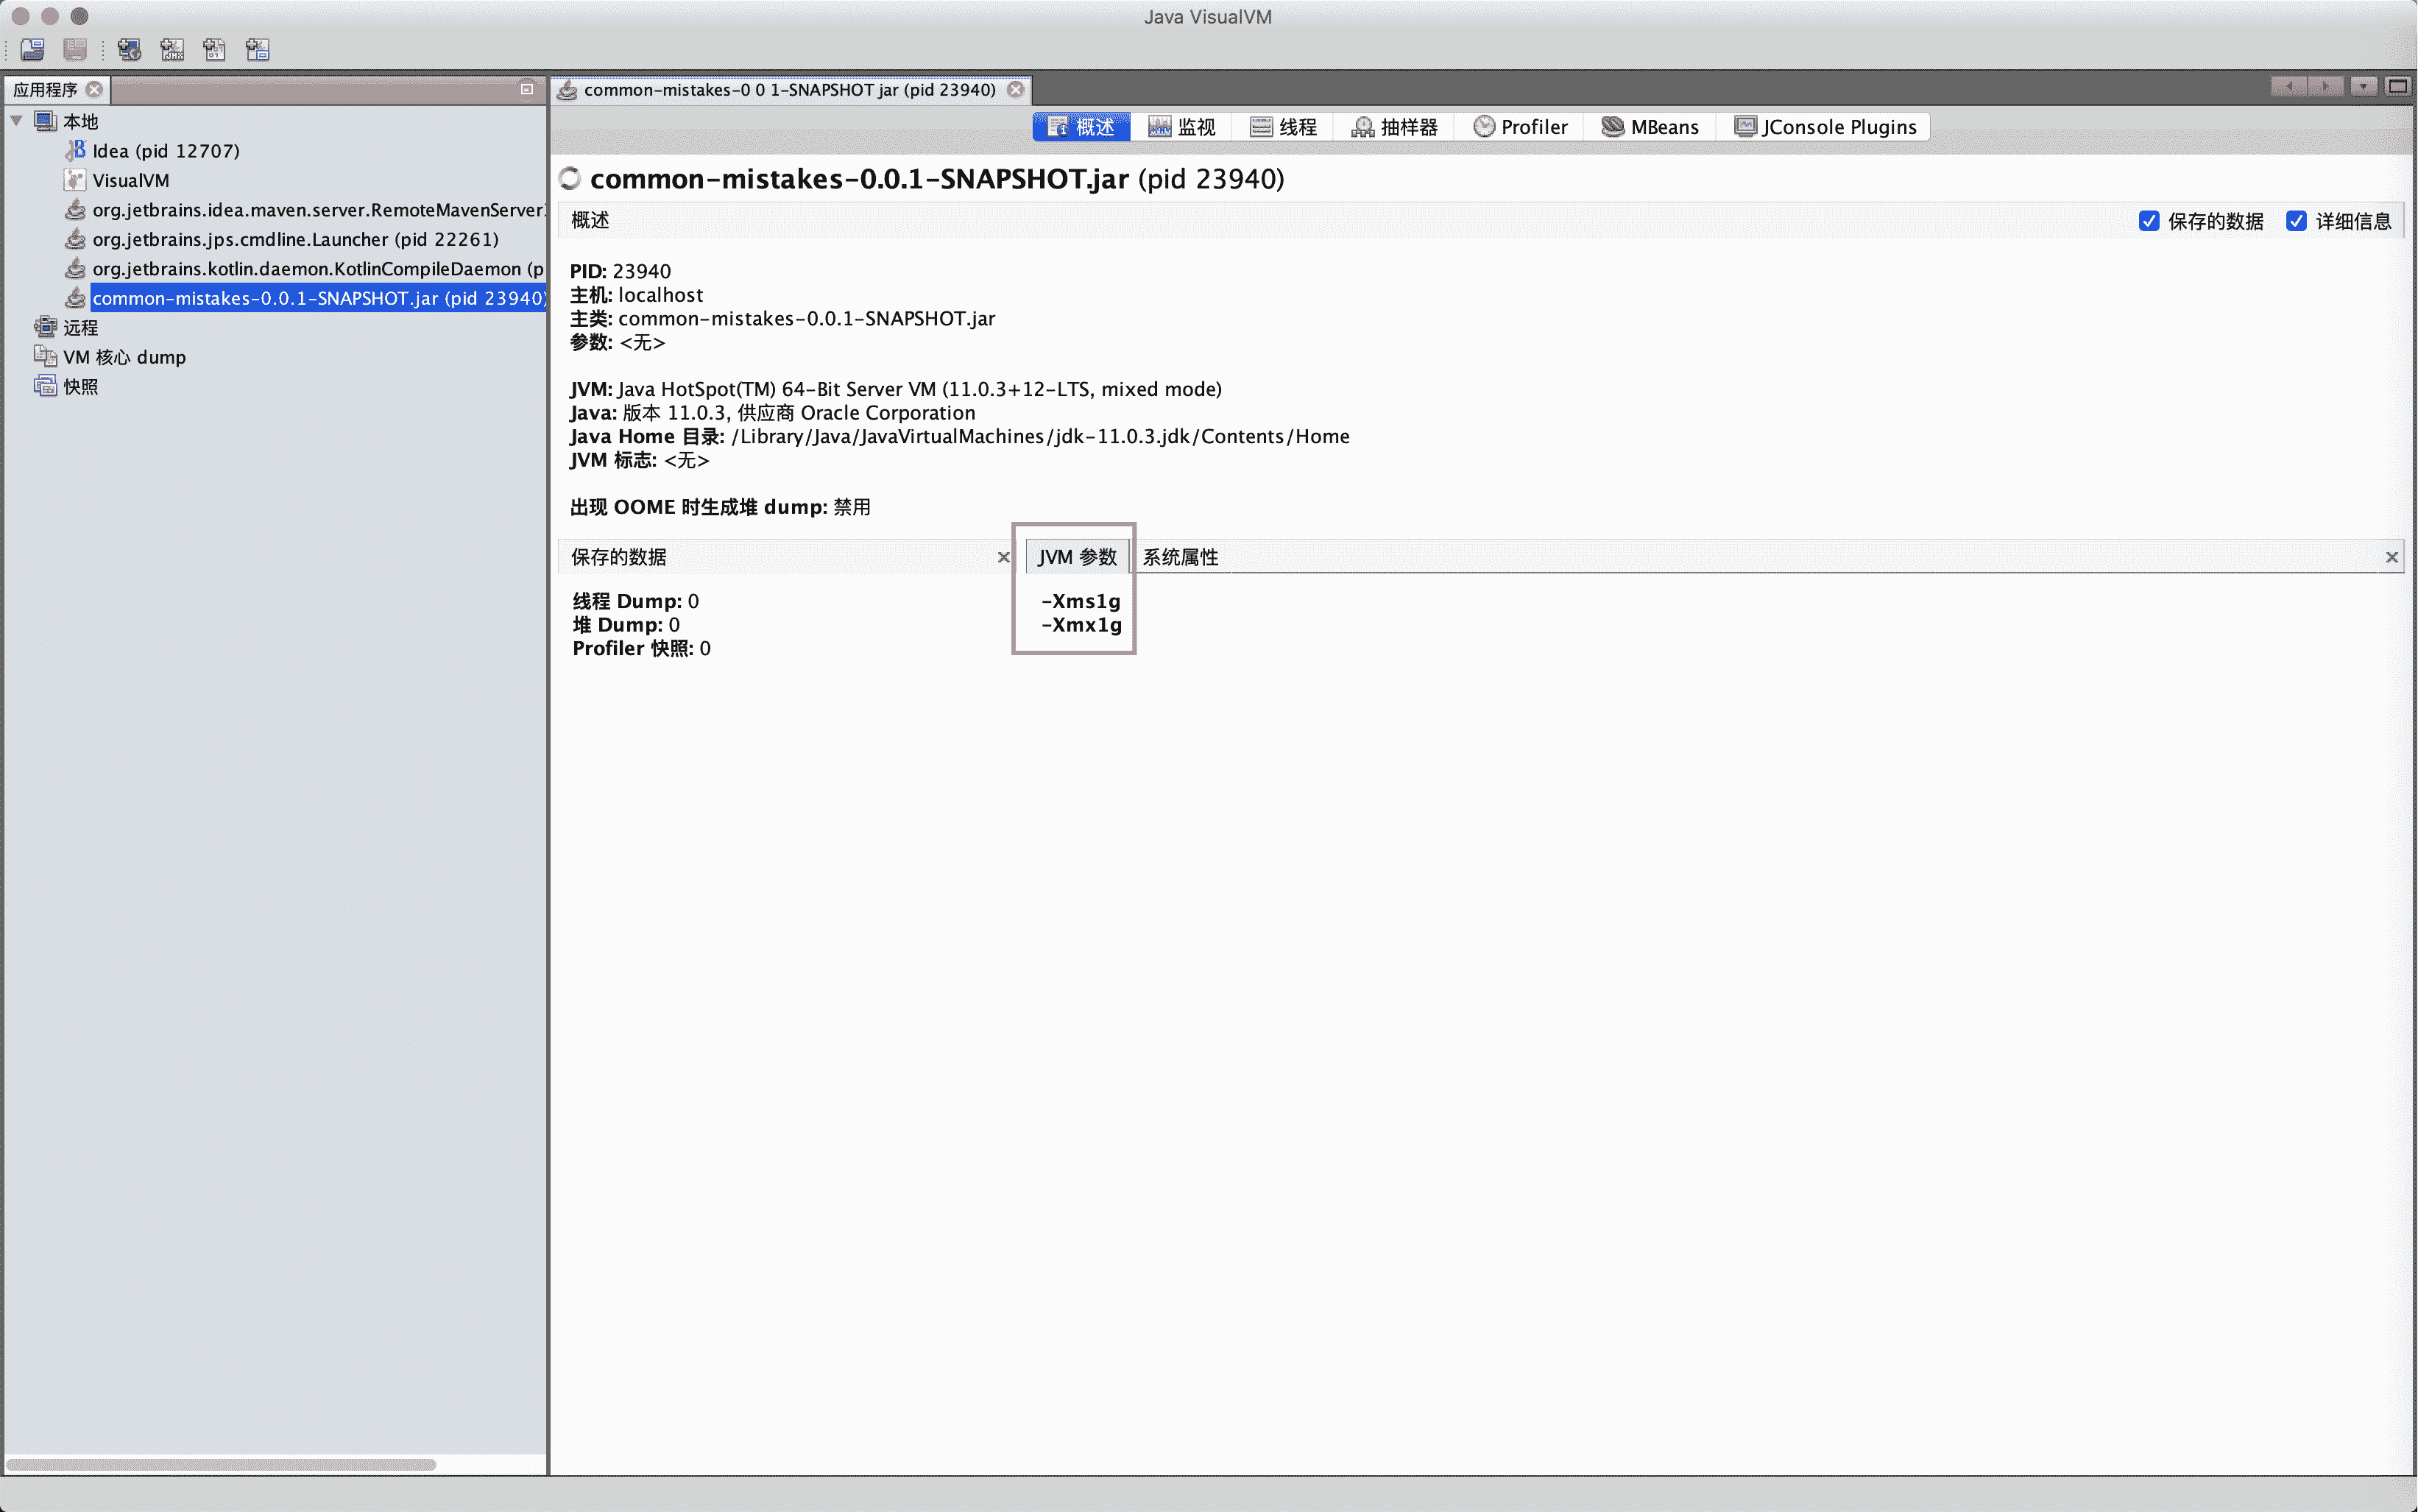 Java VisualVM
应用程序
本地
Idea (pid 12707)
VisualVM
org.jetbrains.idea.maven.server.RemoteMavenServer
org.jetbrains.jps.cmdline.Launcher (pid 22261)
org.jetbrains.kotlin.daemon.KotlinCompileDaemon (p
common-mistakes-0.0.1-SNAPSHOT.jar (pid 23940)
远程
VM 核心 dump
快照
common-mistakes-0 0 1-SNAPSHOT jar (pid 23940)
概述 监视 线程 抽样器 Profiler MBeans JConsole Plugins
common-mistakes-0.0.1-SNAPSHOT.jar (pid 23940)
概述 保存的数据 详细信息
PID: 23940
主机: localhost
主类: common-mistakes-0.0.1-SNAPSHOT.jar
参数: <无>
JVM: Java HotSpot(TM) 64-Bit Server VM (11.0.3+12-LTS, mixed mode)
Java: 版本 11.0.3, 供应商 Oracle Corporation
Java Home 目录: /Library/Java/JavaVirtualMachines/jdk-11.0.3.jdk/Contents/Home
JVM 标志: <无>
出现 OOME 时生成堆 dump: 禁用
保存的数据
线程 Dump: 0
堆 Dump: 0
Profiler 快照: 0
JVM 参数 系统属性
-Xms1g
-Xmx1g